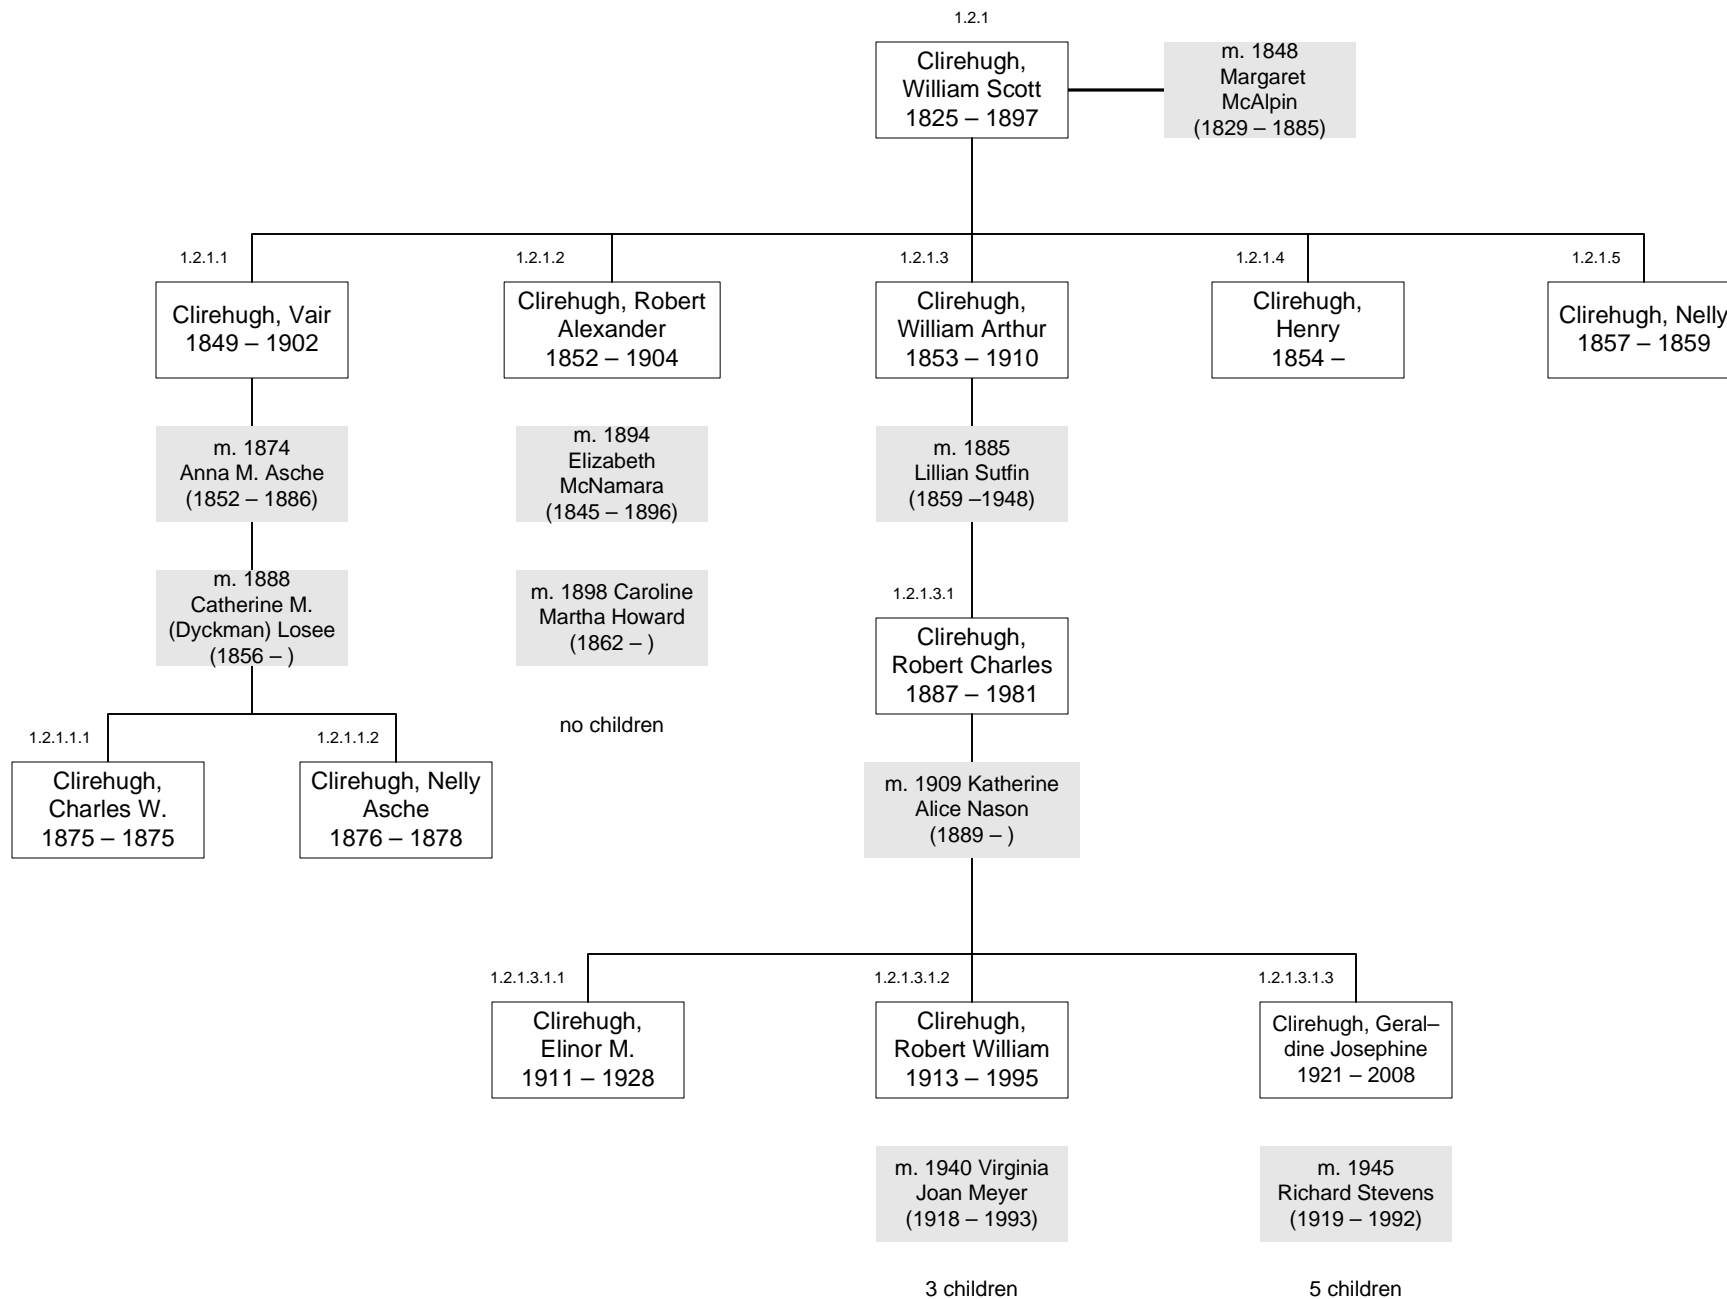 1.2.1
Clirehugh,
William Scott
1825 – 1897
m. 1848
Margaret
McAlpin
(1829 – 1885)
1.2.1.1
Clirehugh, Vair
1849 – 1902
1.2.1.2
Clirehugh, Robert
Alexander
1852 – 1904
1.2.1.3
Clirehugh,
William Arthur
1853 – 1910
1.2.1.4
Clirehugh,
Henry
1854 –
1.2.1.5
Clirehugh, Nelly
1857 – 1859
m. 1874
Anna M. Asche
(1852 – 1886)
m. 1894
Elizabeth
McNamara
(1845 – 1896)
m. 1885
Lillian Sutfin
(1859 –1948)
m. 1888
Catherine M.
(Dyckman) Losee
(1856 – )
m. 1898 Caroline
Martha Howard
(1862 – )
no children
1.2.1.3.1
Clirehugh,
Robert Charles
1887 – 1981
1.2.1.1.1
Clirehugh,
Charles W.
1875 – 1875
1.2.1.1.2
Clirehugh, Nelly
Asche
1876 – 1878
m. 1909 Katherine
Alice Nason
(1889 – )
1.2.1.3.1.1
Clirehugh,
Elinor M.
1911 – 1928
1.2.1.3.1.2
Clirehugh,
Robert William
1913 – 1995
1.2.1.3.1.3
Clirehugh, Geral–
dine Josephine
1921 – 2008
m. 1940 Virginia
Joan Meyer
(1918 – 1993)
m. 1945
Richard Stevens
(1919 – 1992)
3 children
5 children